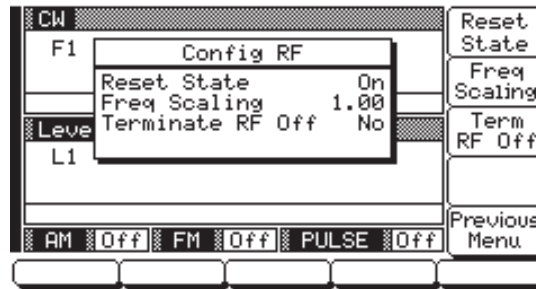 CW
F1
Config RF
Reset State On
Freq Scaling 1.00
Terminate RF Off No
Leve
L1
AM Off FM Off PULSE Off
Reset
State
Freq
Scaling
Term
RF Off
Previous
Menu